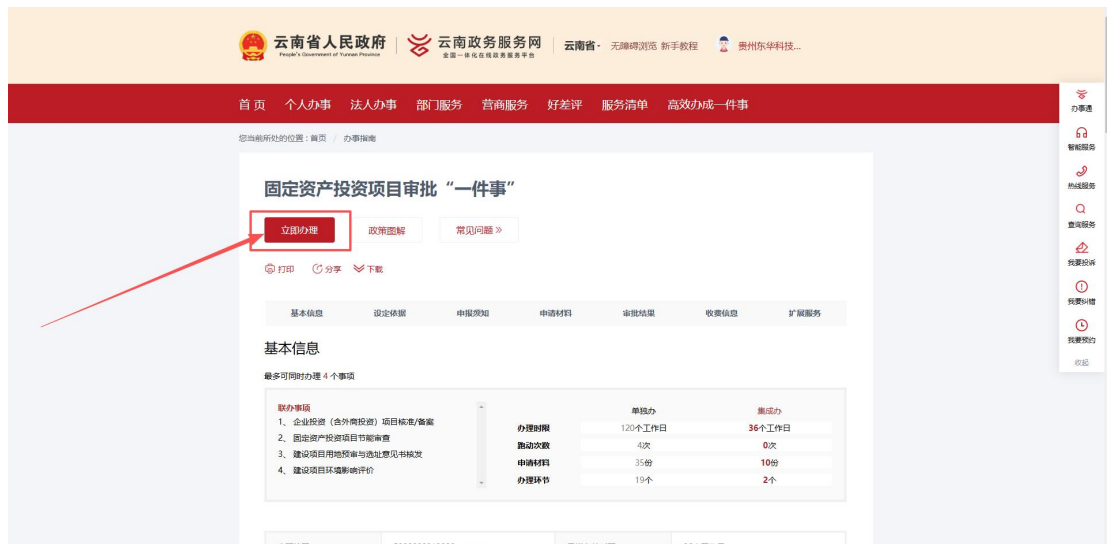 云南省人民政府 云南政务服务网 云南省 无障碍浏览 新手教程 贵州东华科技...
People's Government of Yunnan Province 全国一体化在线政务服务平台
首页 个人办事 法人办事 部门服务 营商服务 好差评 服务清单 高效办成一件事
您当前所处的位置：首页 / 办事指南
固定资产投资项目审批“一件事”
立即办理 政策图解 常见问题 »
打印 分享 下载
基本信息 设定依据 申报须知 申请材料 审批结果 收费信息 扩展服务
基本信息
最多可同时办理 4 个事项
联办事项
1、 企业投资（含外商投资）项目核准/备案
2、 固定资产投资项目节能审查
3、 建设项目用地预审与选址意见书核发
4、 建设项目环境影响评价
单独办 集成办
办理时限 120个工作日 36个工作日
跑动次数 4次 0次
申请材料 35份 10份
办理环节 19个 2个
办事通
智能服务
热线服务
查询服务
我要投诉
我要纠错
我要预约
收起